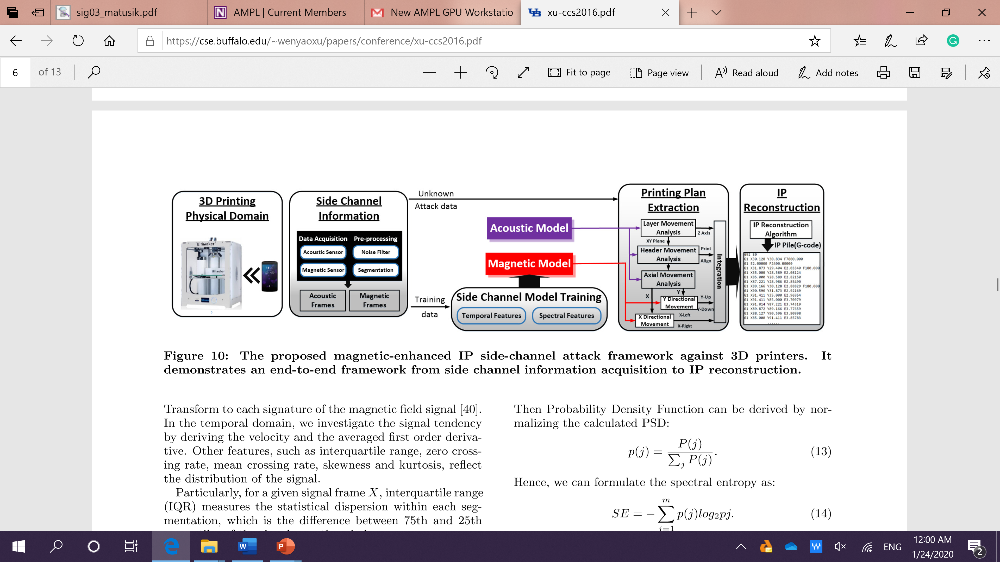 sig03_matusik.pdf
AMPL | Current Members
New AMPL GPU Workstatio
xu-ccs2016.pdf
https://cse.buffalo.edu/~wenyaoxu/papers/conference/xu-ccs2016.pdf
6 of 13
Fit to page
Page view
Read aloud
Add notes
3D Printing
Physical Domain
Ultimaker
Ultimaker
Side Channel
Information
Data Acquisition
Pre-processing
Acoustic Sensor
Noise Filter
Magnetic Sensor
Segmentation
Acoustic
Frames
Magnetic
Frames
Unknown
Attack data
Training
data
Acoustic Model
Magnetic Model
Side Channel Model Training
Temporal Features
Spectral Features
Printing Plan
Extraction
Layer Movement
Analysis
Z Axis
XY Plane
Header Movement
Analysis
Print
Align
Axial Movement
Analysis
Y
X
Y Directional
Movement
Y-Up
Y-Down
X Directional
Movement
X-Left
X-Right
Integration
IP
Reconstruction
IP Reconstruction
Algorithm
IP Pile(G-code)
G92 E0
G1 X30.128 Y30.834 F7800.000
G1 E2.00000 F2400.00000
G1 X31.873 Y29.404 E2.03340 F180.000
G1 X35.000 Y28.589 E2.08124
G1 X85.000 Y28.589 E2.82150
G1 X87.221 Y28.986 E2.85490
G1 X89.166 Y30.128 E2.88829 F180.000
G1 X90.596 Y31.873 E2.92169
G1 X91.411 Y35.000 E2.96954
G1 X91.411 Y85.000 E3.70979
G1 X91.014 Y87.221 E3.74319
G1 X89.872 Y89.166 E3.77659
G1 X88.127 Y90.596 E3.80998
G1 X85.000 Y91.411 E3.85783
......
Figure 10: The proposed magnetic-enhanced IP side-channel attack framework against 3D printers. It
demonstrates an end-to-end framework from side channel information acquisition to IP reconstruction.
Transform to each signature of the magnetic field signal [40].
In the temporal domain, we investigate the signal tendency
by deriving the velocity and the averaged first order deriva-
tive. Other features, such as interquartile range, zero cross-
ing rate, mean crossing rate, skewness and kurtosis, reflect
the distribution of the signal.
Particularly, for a given signal frame X, interquartile range
(IQR) measures the statistical dispersion within each seg-
mentation, which is the difference between 75th and 25th
Then Probability Density Function can be derived by nor-
malizing the calculated PSD:
p(j) = P(j) / ∑j P(j). (13)
Hence, we can formulate the spectral entropy as:
SE = − ∑ m j=1 p(j)log2pj. (14)
ENG
12:00 AM
1/24/2020
2